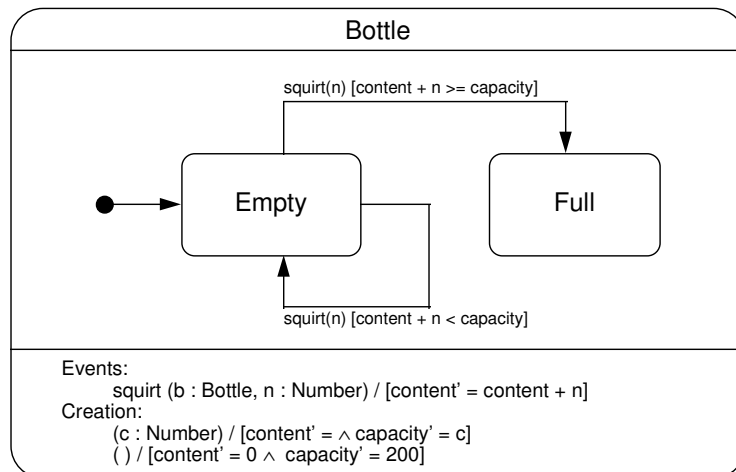 Bottle
squirt(n) [content + n >= capacity]
Empty
Full
squirt(n) [content + n < capacity]
Events:
squirt (b : Bottle, n : Number) / [content' = content + n]
Creation:
(c : Number) / [content' = ∧ capacity' = c]
( ) / [content' = 0 ∧ capacity' = 200]